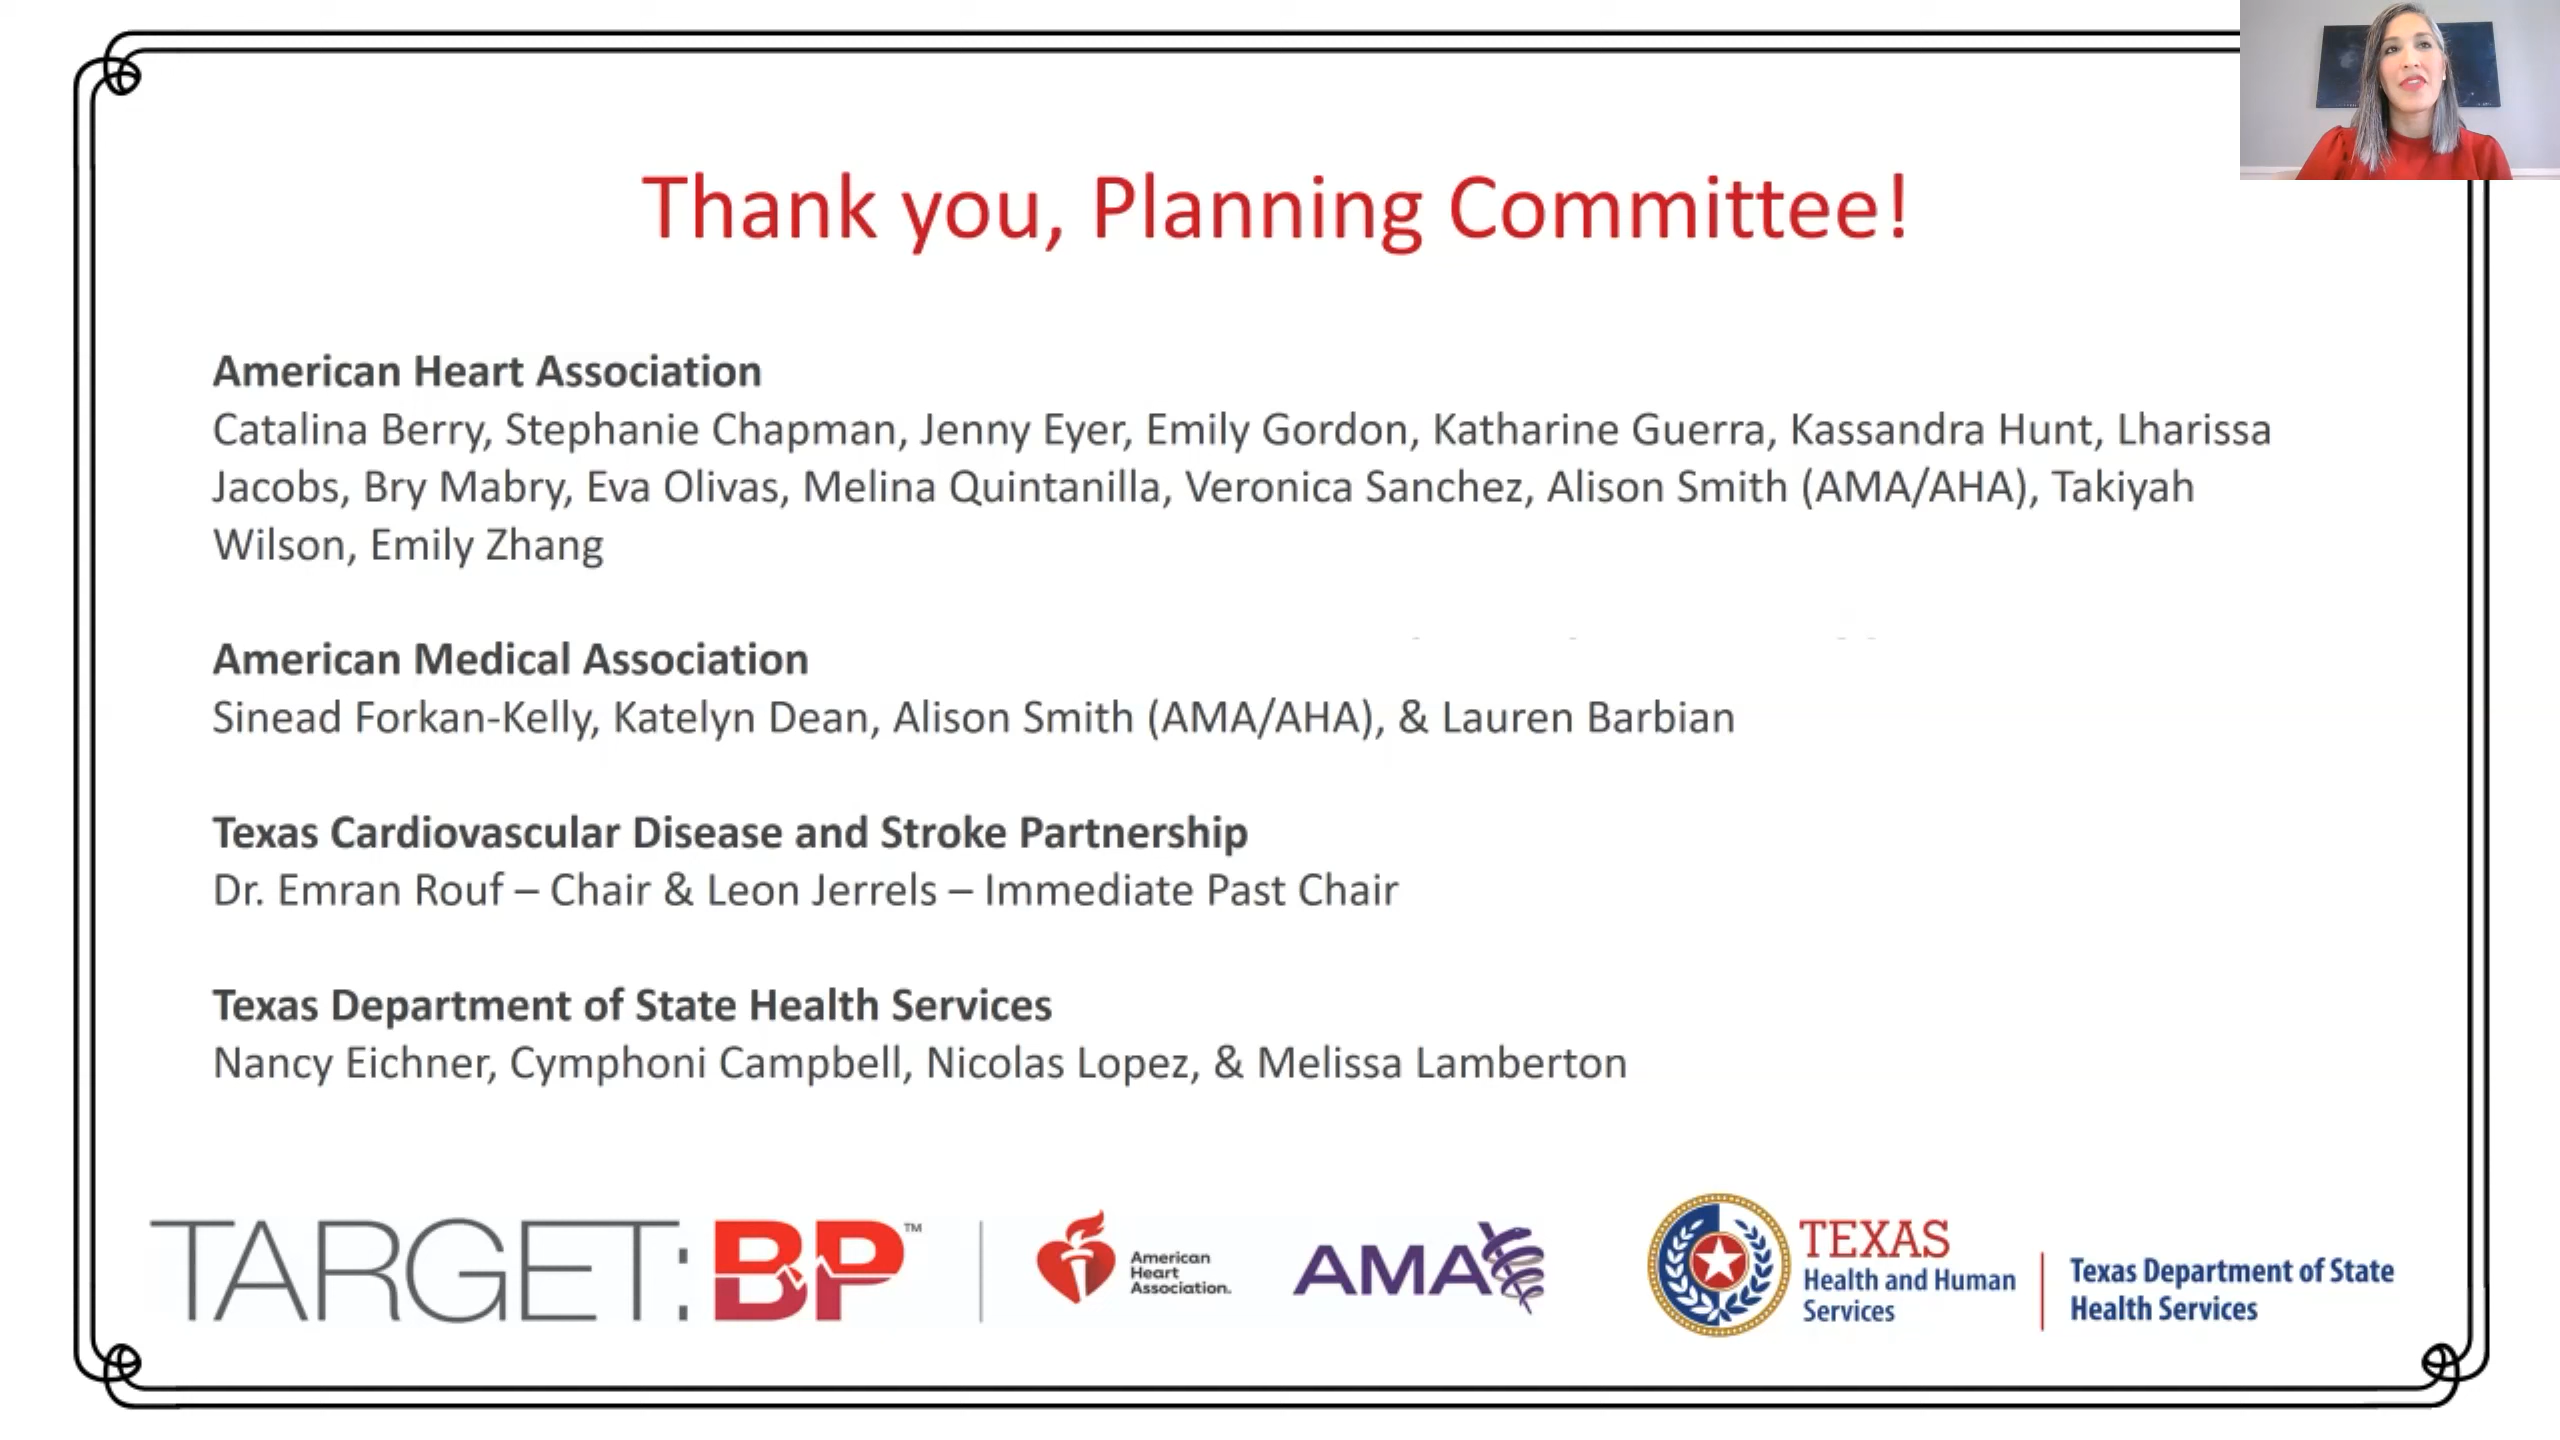 Thank you, Planning Committee!
American Heart Association
Catalina Berry, Stephanie Chapman, Jenny Eyer, Emily Gordon, Katharine Guerra, Kassandra Hunt, Lharissa
Jacobs, Bry Mabry, Eva Olivas, Melina Quintanilla, Veronica Sanchez, Alison Smith (AMA/AHA), Takiyah
Wilson, Emily Zhang
American Medical Association
Sinead Forkan-Kelly, Katelyn Dean, Alison Smith (AMA/AHA), & Lauren Barbian
Texas Cardiovascular Disease and Stroke Partnership
Dr. Emran Rouf – Chair & Leon Jerrels – Immediate Past Chair
Texas Department of State Health Services
Nancy Eichner, Cymphoni Campbell, Nicolas Lopez, & Melissa Lamberton
TARGET:BP™
American
Heart
Association.
AMA
TEXAS
Health and Human
Services
Texas Department of State
Health Services